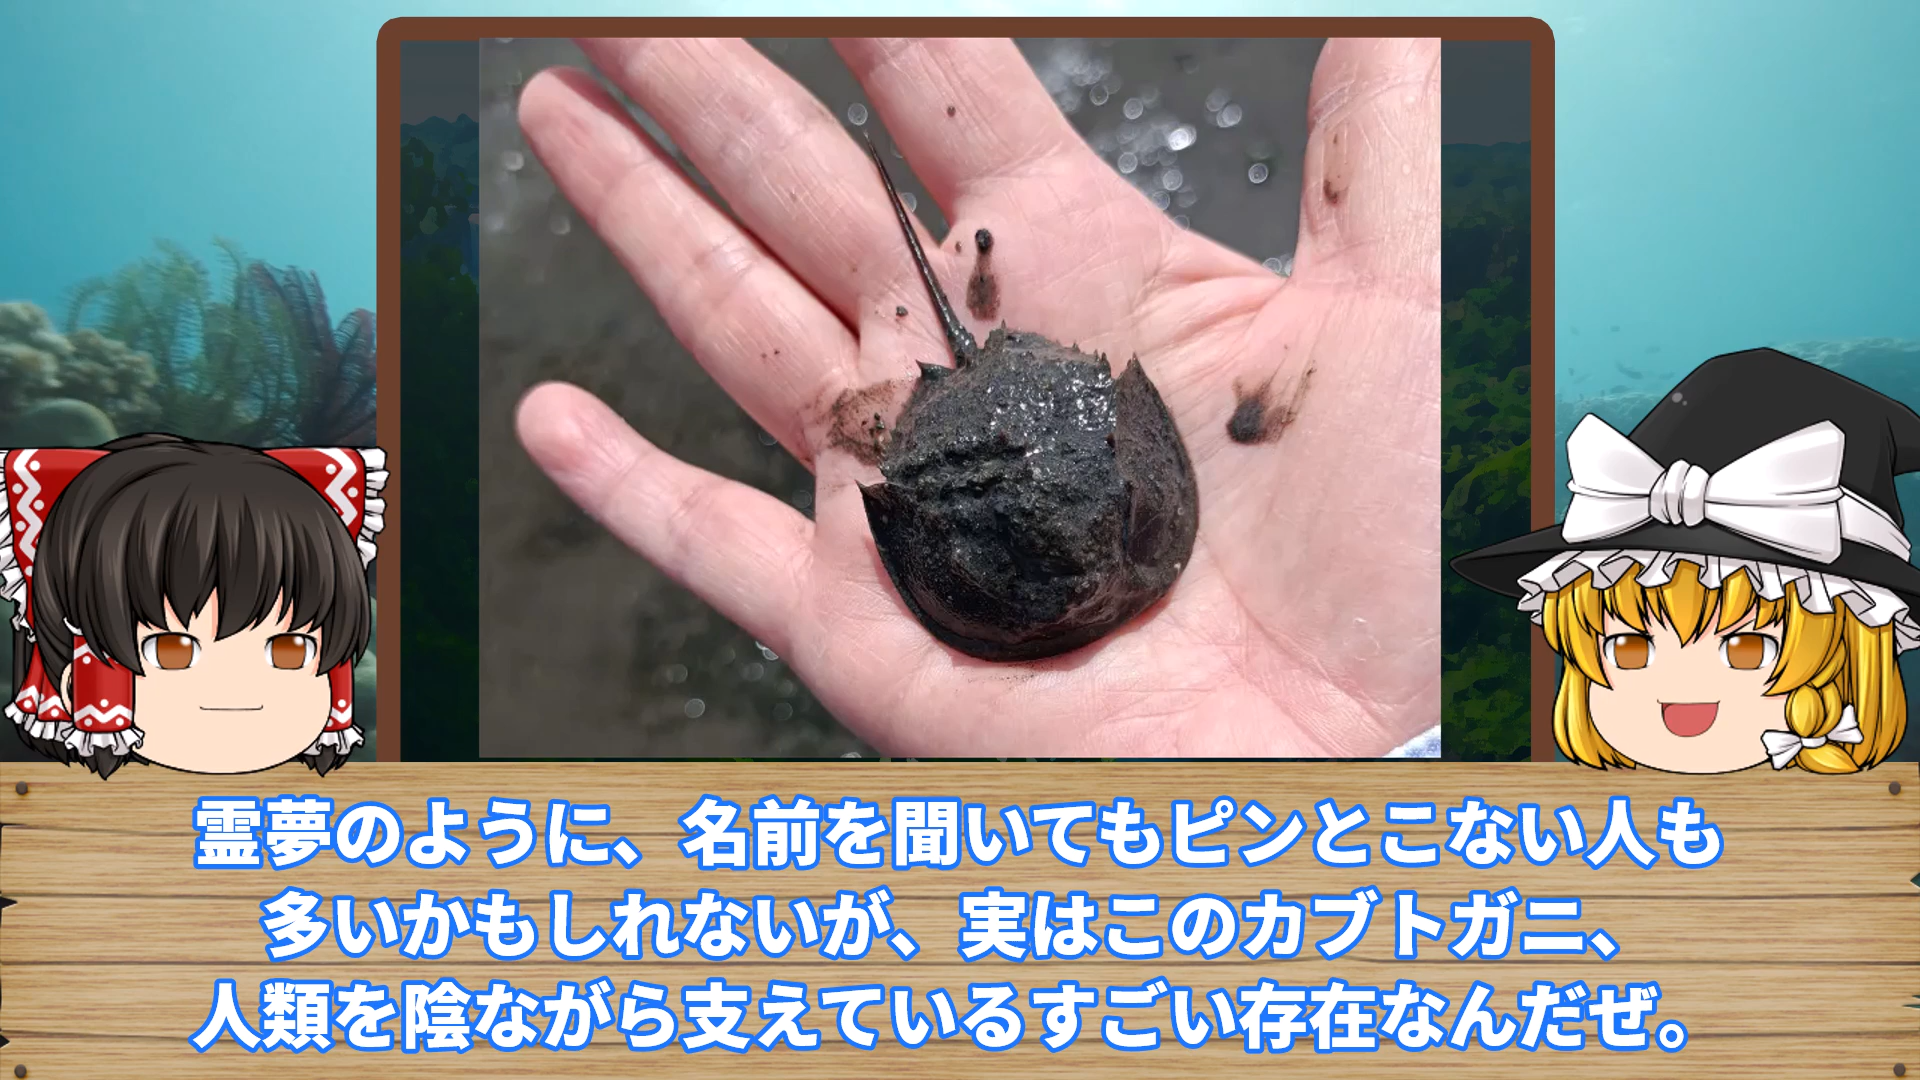 霊夢のように、名前を聞いてもピンとこない人も
多いかもしれないが、実はこのカブトガニ、
人類を陰ながら支えているすごい存在なんだぜ。